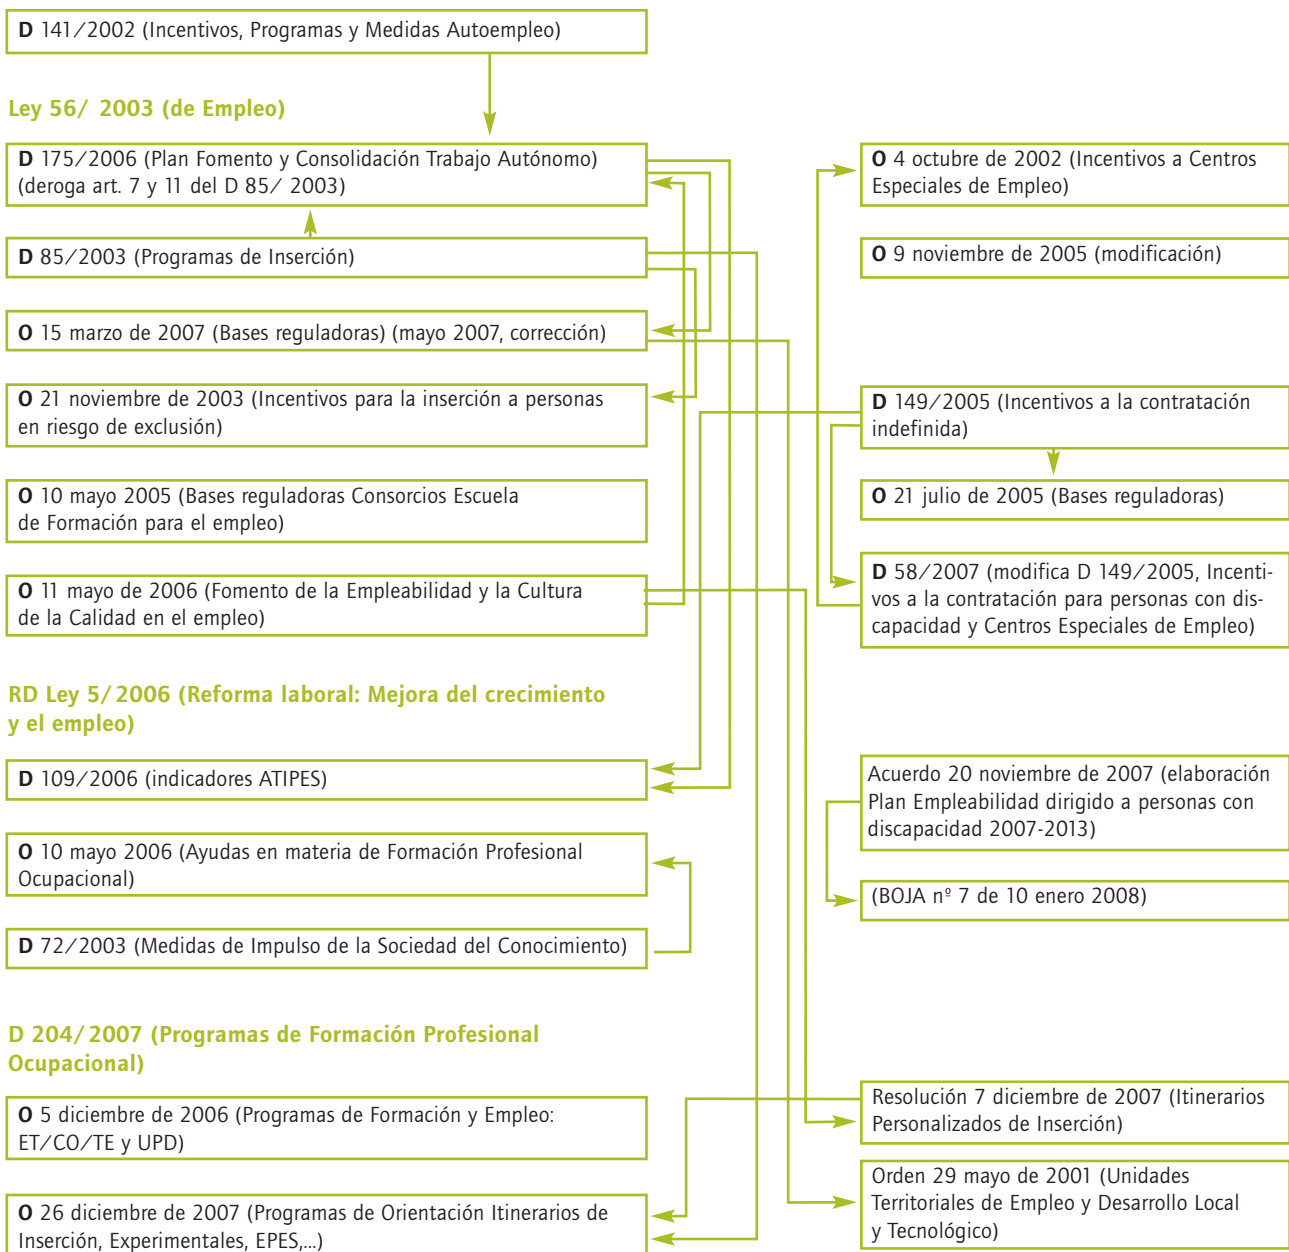 D 141/2002 (Incentivos, Programas y Medidas Autoempleo)
Ley 56/ 2003 (de Empleo)
D 175/2006 (Plan Fomento y Consolidación Trabajo Autónomo)
(deroga art. 7 y 11 del D 85/ 2003)
D 85/2003 (Programas de Inserción)
O 15 marzo de 2007 (Bases reguladoras) (mayo 2007, corrección)
O 21 noviembre de 2003 (Incentivos para la inserción a personas
en riesgo de exclusión)
O 10 mayo 2005 (Bases reguladoras Consorcios Escuela
de Formación para el empleo)
O 11 mayo de 2006 (Fomento de la Empleabilidad y la Cultura
de la Calidad en el empleo)
RD Ley 5/2006 (Reforma laboral: Mejora del crecimiento
y el empleo)
D 109/2006 (indicadores ATIPES)
O 10 mayo 2006 (Ayudas en materia de Formación Profesional
Ocupacional)
D 72/2003 (Medidas de Impulso de la Sociedad del Conocimiento)
D 204/2007 (Programas de Formación Profesional
Ocupacional)
O 5 diciembre de 2006 (Programas de Formación y Empleo:
ET/CO/TE y UPD)
O 26 diciembre de 2007 (Programas de Orientación Itinerarios de
Inserción, Experimentales, EPES,...)
O 4 octubre de 2002 (Incentivos a Centros
Especiales de Empleo)
O 9 noviembre de 2005 (modificación)
D 149/2005 (Incentivos a la contratación
indefinida)
O 21 julio de 2005 (Bases reguladoras)
D 58/2007 (modifica D 149/2005, Incenti-
vos a la contratación para personas con dis-
capacidad y Centros Especiales de Empleo)
Acuerdo 20 noviembre de 2007 (elaboración
Plan Empleabilidad dirigido a personas con
discapacidad 2007-2013)
(BOJA nº 7 de 10 enero 2008)
Resolución 7 diciembre de 2007 (Itinerarios
Personalizados de Inserción)
Orden 29 mayo de 2001 (Unidades
Territoriales de Empleo y Desarrollo Local
y Tecnológico)